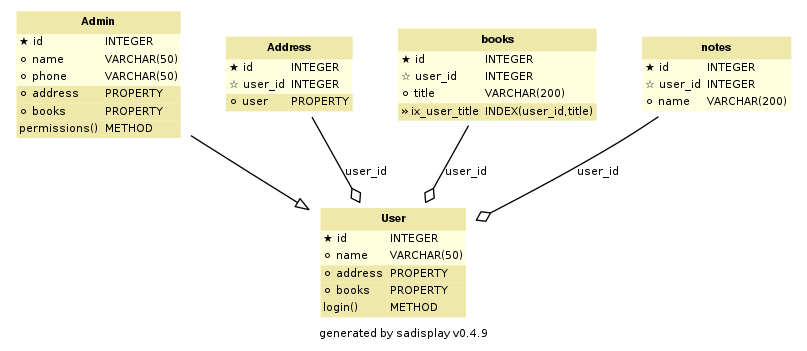 Admin
★ id INTEGER
⚬ name VARCHAR(50)
⚬ phone VARCHAR(50)
⚬ address PROPERTY
⚬ books PROPERTY
permissions() METHOD
Address
★ id INTEGER
☆ user_id INTEGER
⚬ user PROPERTY
books
★ id INTEGER
☆ user_id INTEGER
⚬ title VARCHAR(200)
» ix_user_title INDEX(user_id,title)
notes
★ id INTEGER
☆ user_id INTEGER
⚬ name VARCHAR(200)
user_id
user_id
user_id
User
★ id INTEGER
⚬ name VARCHAR(50)
⚬ address PROPERTY
⚬ books PROPERTY
login() METHOD
generated by sadisplay v0.4.9